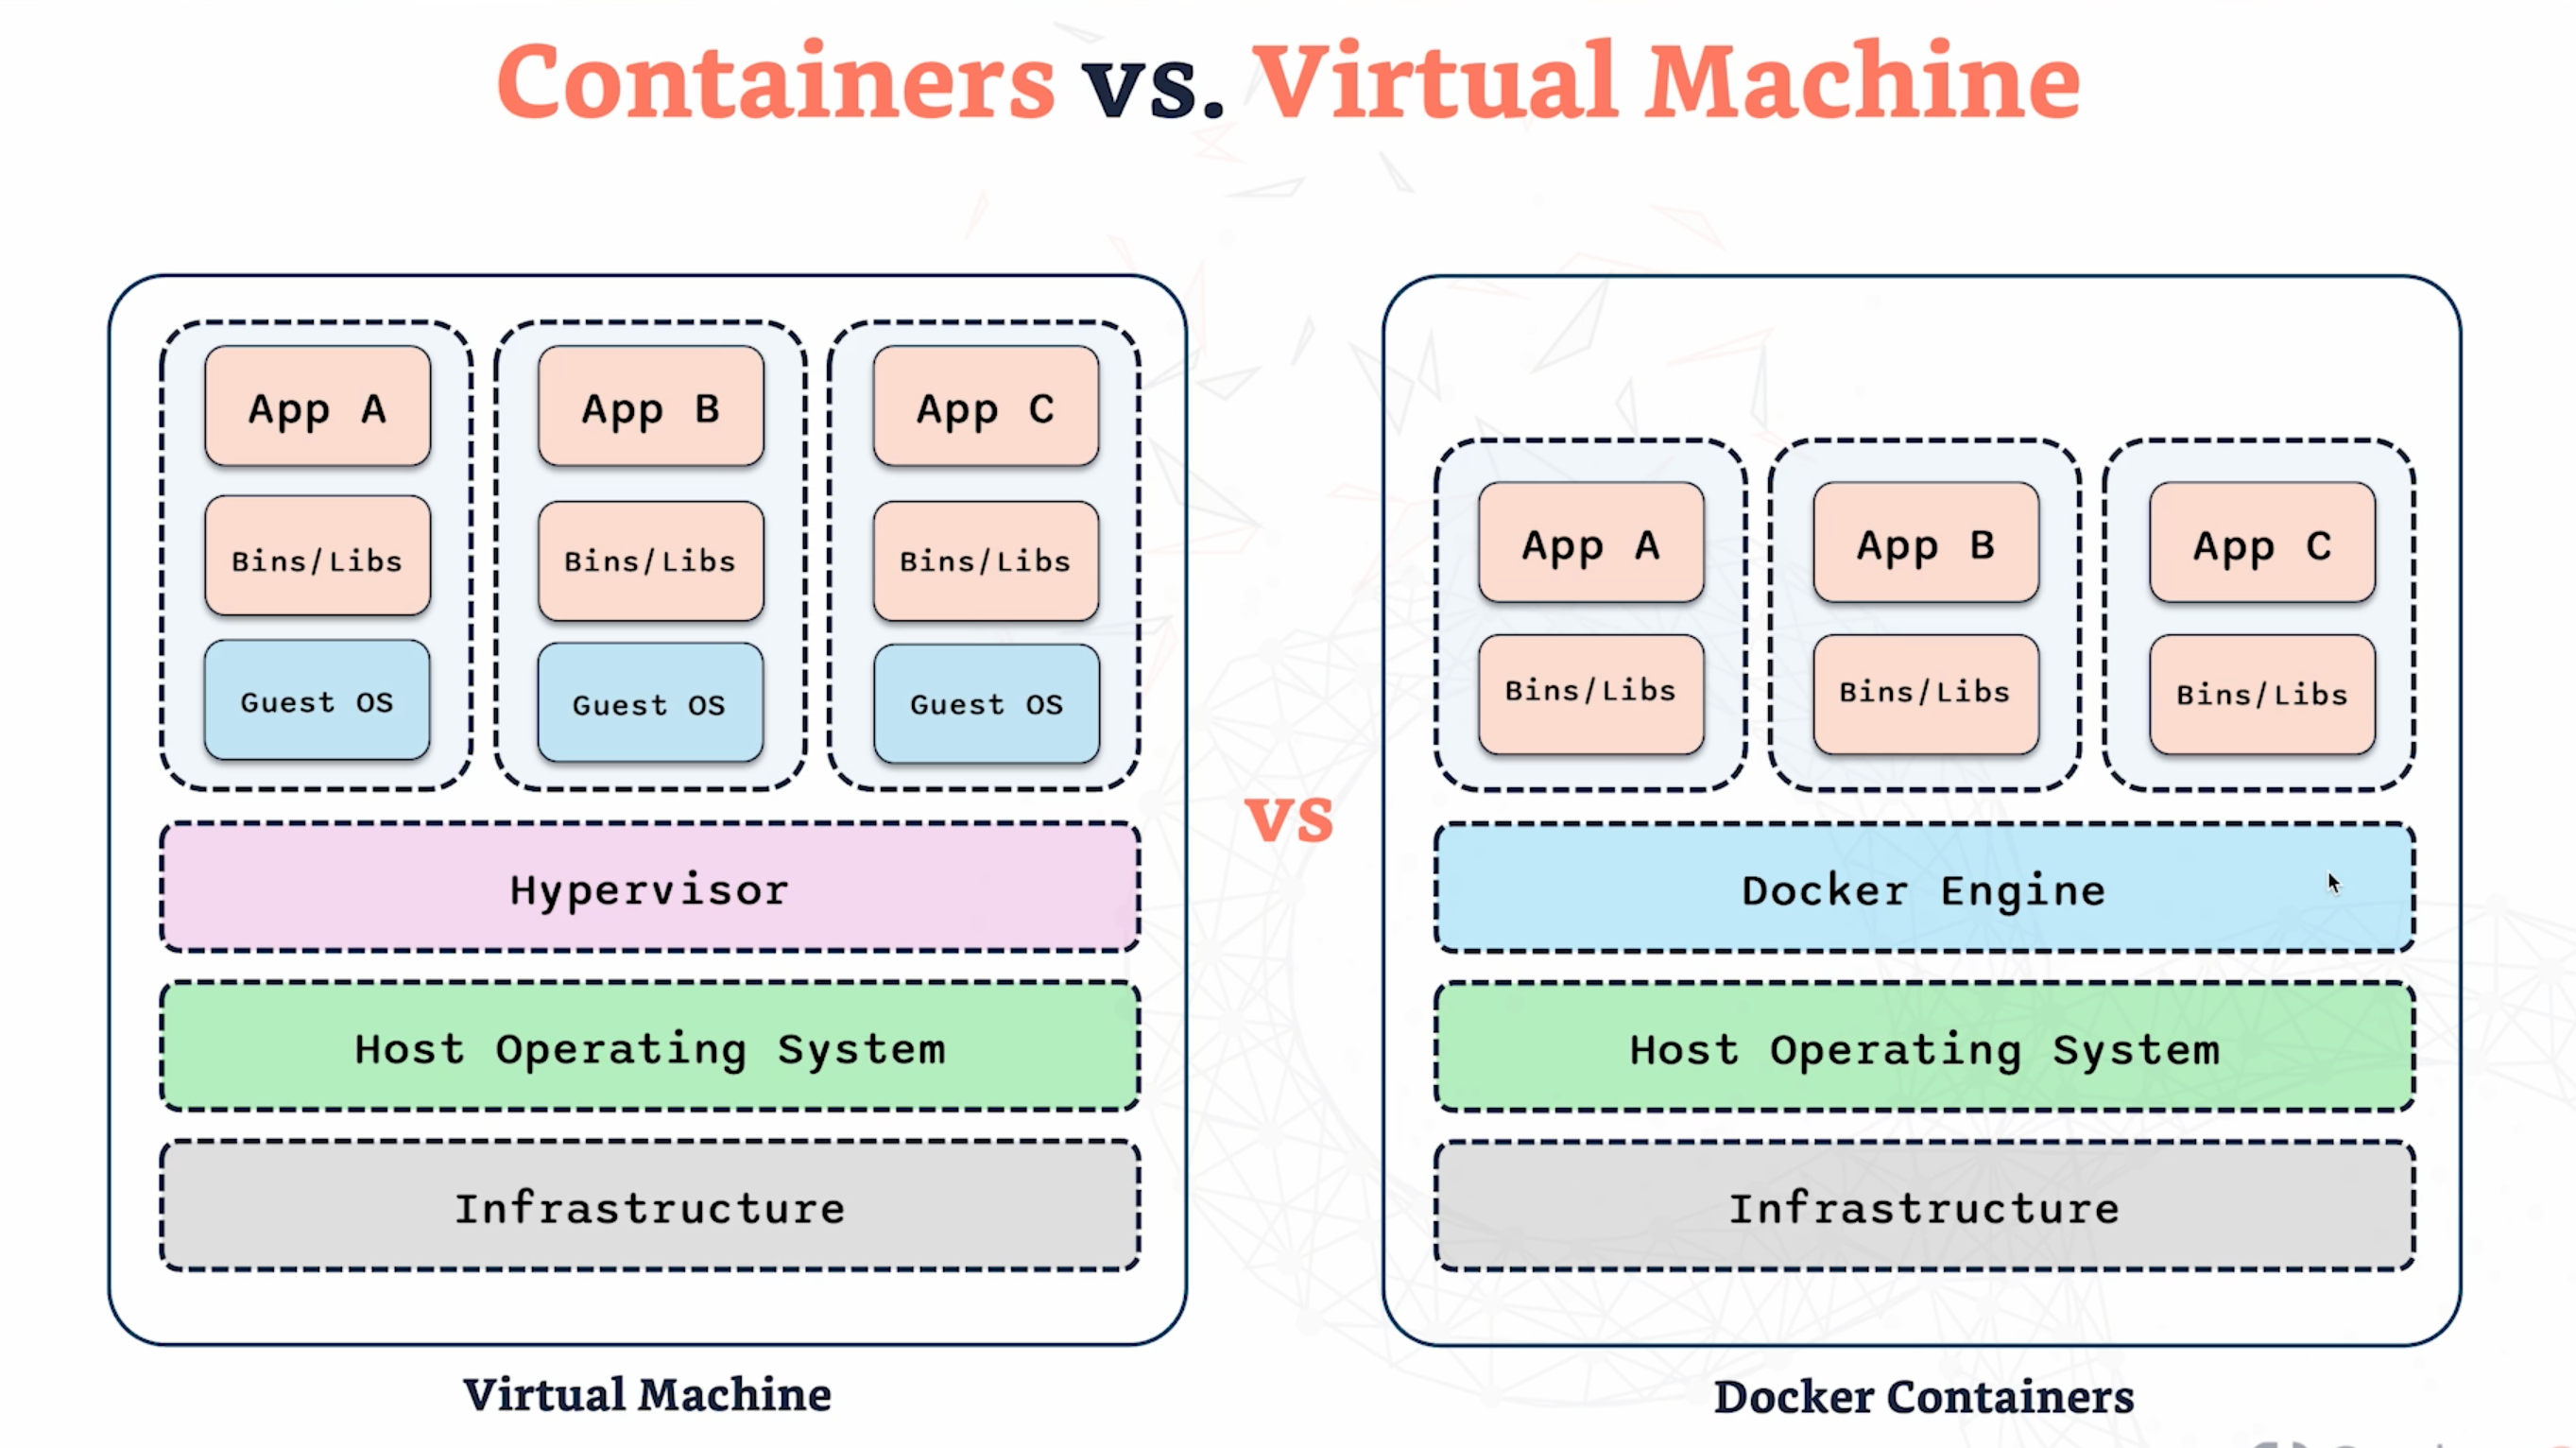 Containers vs. Virtual Machine
App A
App B
App C
Bins/Libs
Bins/Libs
Bins/Libs
Guest OS
Guest OS
Guest OS
Hypervisor
Host Operating System
Infrastructure
Virtual Machine
vs
App A
App B
App C
Bins/Libs
Bins/Libs
Bins/Libs
Docker Engine
Host Operating System
Infrastructure
Docker Containers